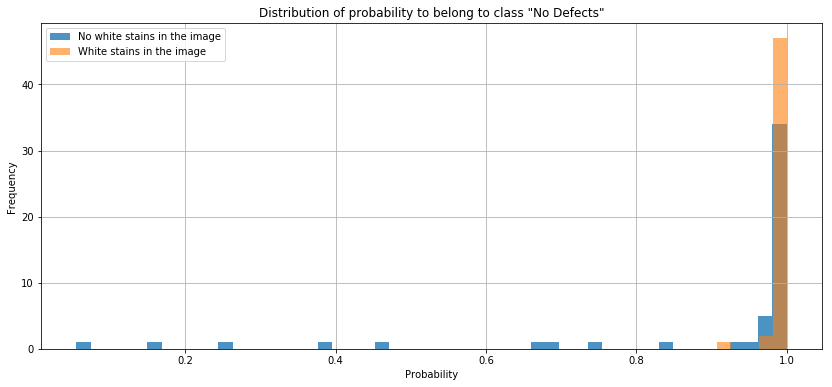 Distribution of probability to belong to class "No Defects"
No white stains in the image
White stains in the image
Frequency
40
30
20
10
0
0.2 0.4 0.6 0.8 1.0
Probability